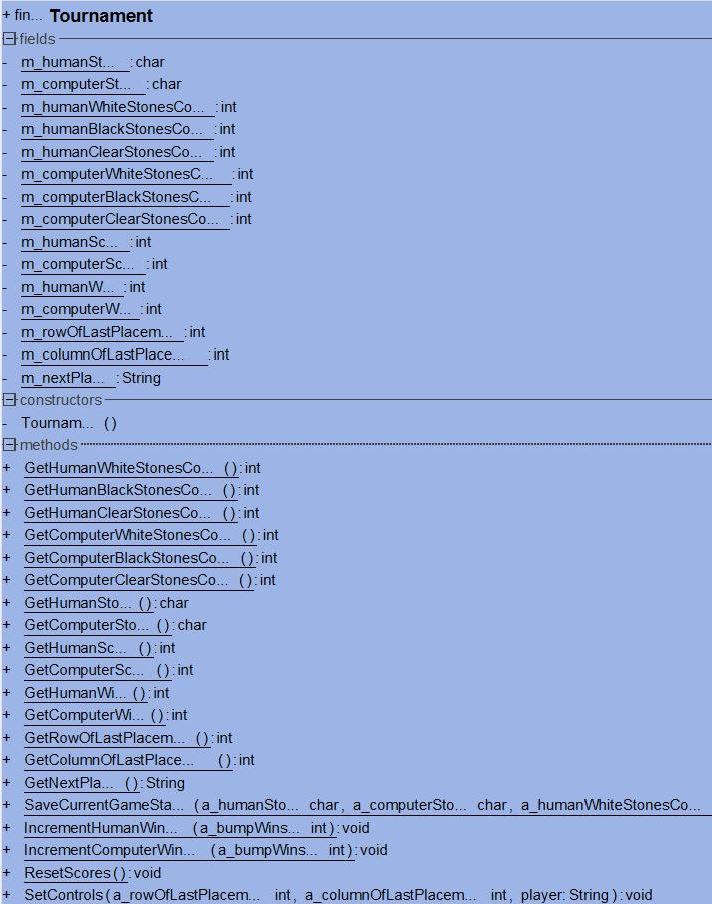 + fin... Tournament
fields
- m_humanSt... : char
- m_computerSt... : char
- m_humanWhiteStonesCo... : int
- m_humanBlackStonesCo... : int
- m_humanClearStonesCo... : int
- m_computerWhiteStonesC... : int
- m_computerBlackStonesC... : int
- m_computerClearStonesCo... : int
- m_humanSc... : int
- m_computerSc... : int
- m_humanW... : int
- m_computerW... : int
- m_rowOfLastPlacem... : int
- m_columnOfLastPlace... : int
- m_nextPla... : String
constructors
- Tournam... ()
methods
+ GetHumanWhiteStonesCo... (): int
+ GetHumanBlackStonesCo... (): int
+ GetHumanClearStonesCo... (): int
+ GetComputerWhiteStonesCo... (): int
+ GetComputerBlackStonesCo... (): int
+ GetComputerClearStonesCo... (): int
+ GetHumanSto... (): char
+ GetComputerSto... (): char
+ GetHumanSc... (): int
+ GetComputerSc... (): int
+ GetHumanWi... (): int
+ GetComputerWi... (): int
+ GetRowOfLastPlacem... (): int
+ GetColumnOfLastPlace... (): int
+ GetNextPla... (): String
+ SaveCurrentGameSta... (a_humanSto... char, a_computerSto... char, a_humanWhiteStonesCo...
+ IncrementHumanWin... (a_bumpWins... int): void
+ IncrementComputerWin... (a_bumpWins... int): void
+ ResetScores(): void
+ SetControls(a_rowOfLastPlacem... int, a_columnOfLastPlacem... int, player: String): void